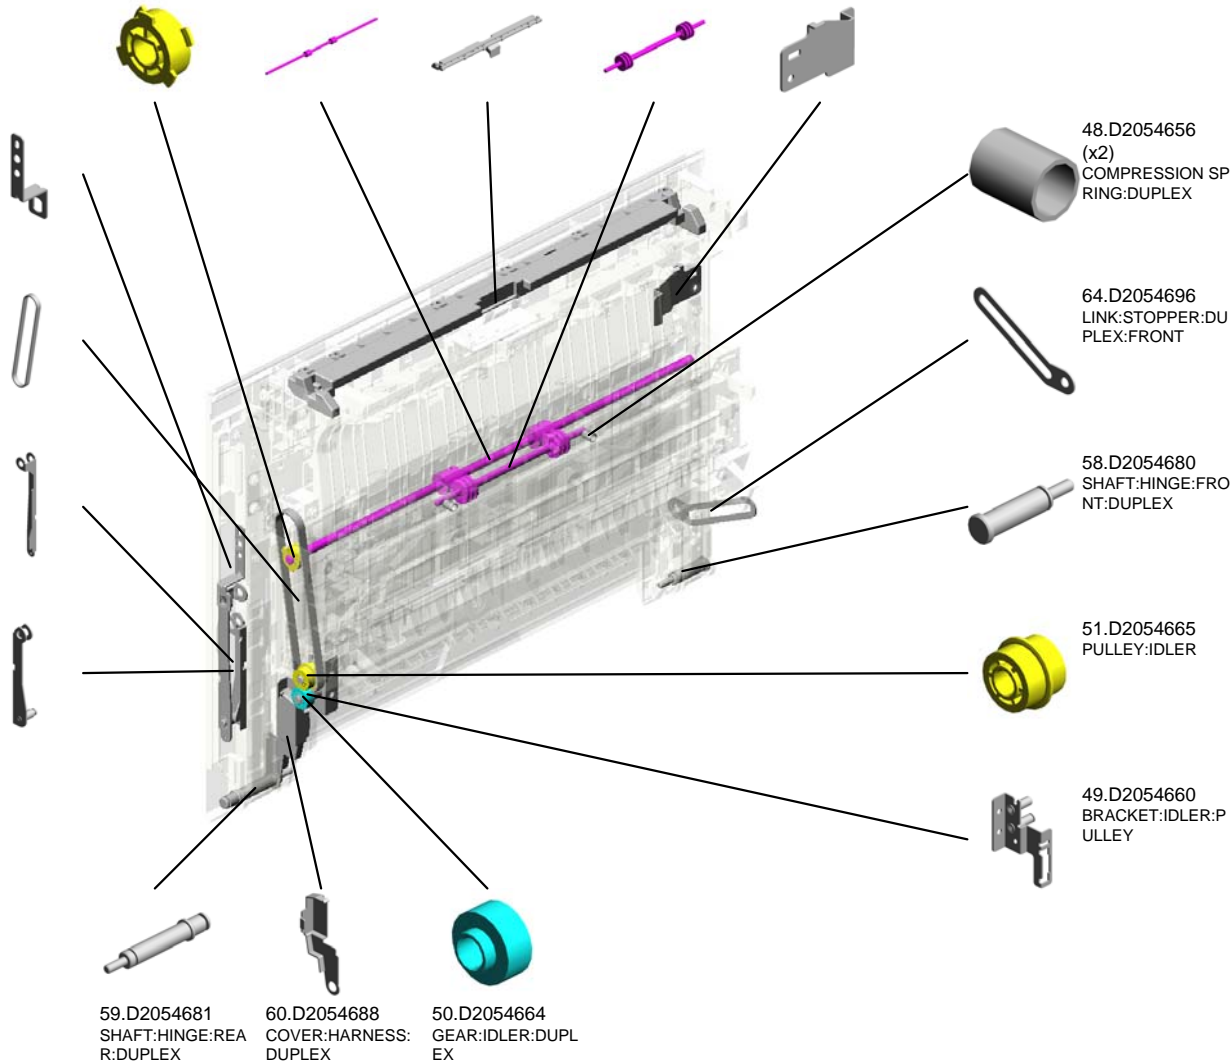 48.D2054656
(x2)
COMPRESSION SP
RING:DUPLEX
64.D2054696
LINK:STOPPER:DU
PLEX:FRONT
58.D2054680
SHAFT:HINGE:FRO
NT:DUPLEX
51.D2054665
PULLEY:IDLER
49.D2054660
BRACKET:IDLER:P
ULLEY
59.D2054681
SHAFT:HINGE:REA
R:DUPLEX
60.D2054688
COVER:HARNESS:
DUPLEX
50.D2054664
GEAR:IDLER:DUPL
EX